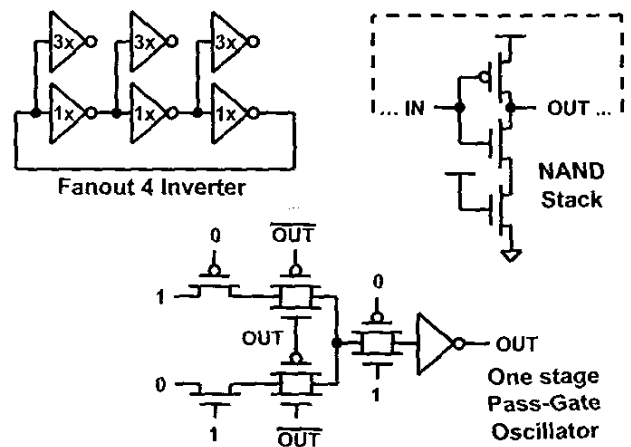 3x 3x 3x
1x 1x 1x
Fanout 4 Inverter
... IN
OUT ...
NAND
Stack
0
OUT
1
0
OUT
OUT
0
1
OUT
1
One stage
Pass-Gate
Oscillator